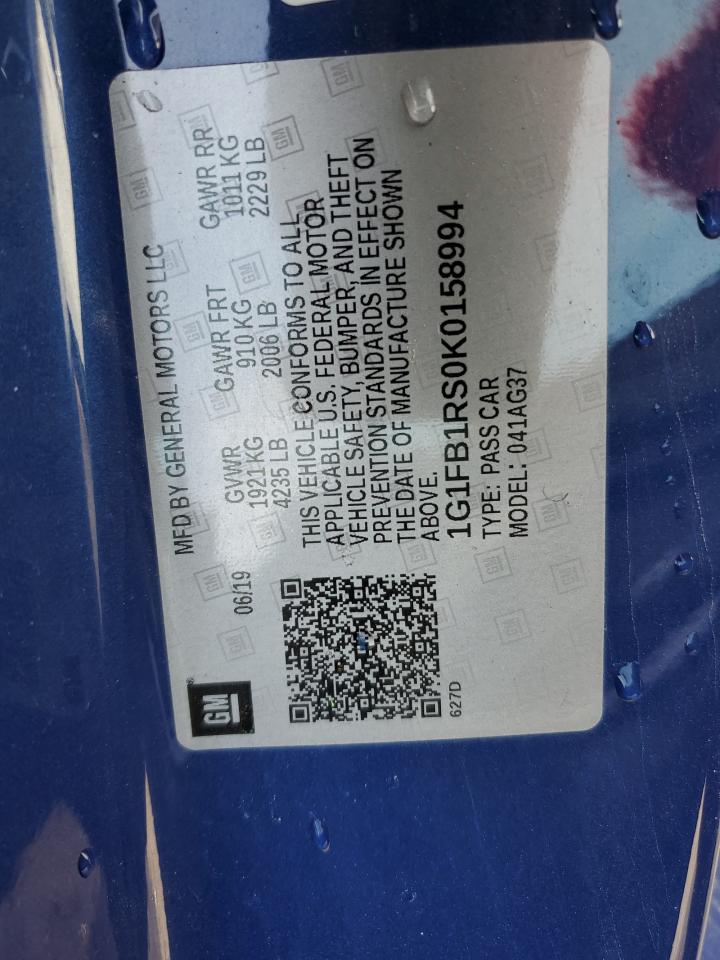 MFD BY GENERAL MOTORS LLC
06/19
GVWR GAWR FRT GAWR RR
1921 KG 910 KG 1011 KG
4235 LB 2006 LB 2229 LB
THIS VEHICLE CONFORMS TO ALL
APPLICABLE U.S. FEDERAL MOTOR
VEHICLE SAFETY, BUMPER, AND THEFT
PREVENTION STANDARDS IN EFFECT ON
THE DATE OF MANUFACTURE SHOWN
ABOVE.
1G1FB1RS0K0158994
TYPE: PASS CAR
MODEL: 041AG37
GM
627D